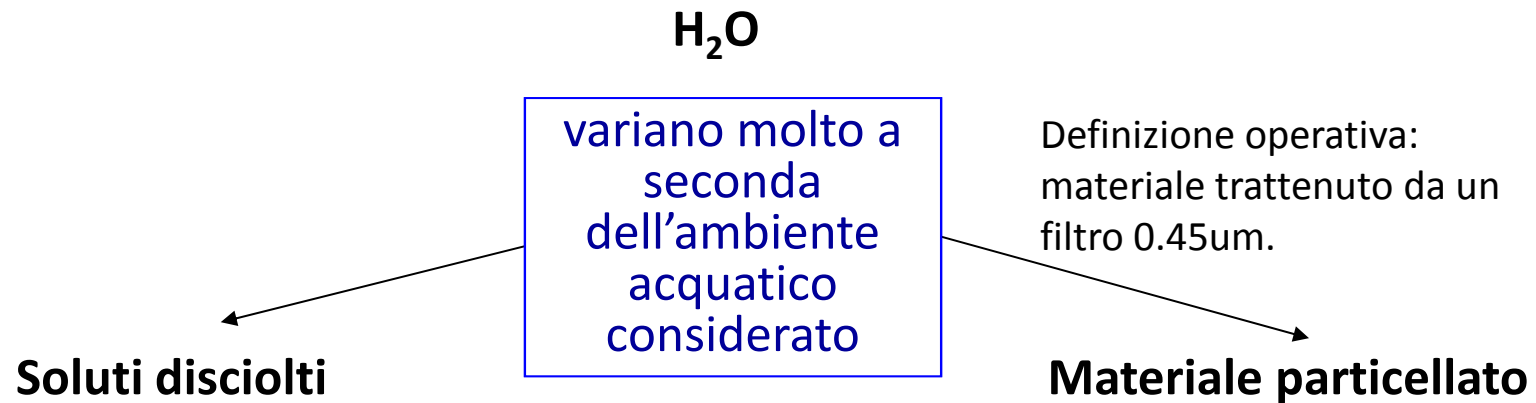 H₂O
variano molto a
seconda
dell’ambiente
acquatico
considerato
Definizione operativa:
materiale trattenuto da un
filtro 0.45um.
Soluti disciolti
Materiale particellato